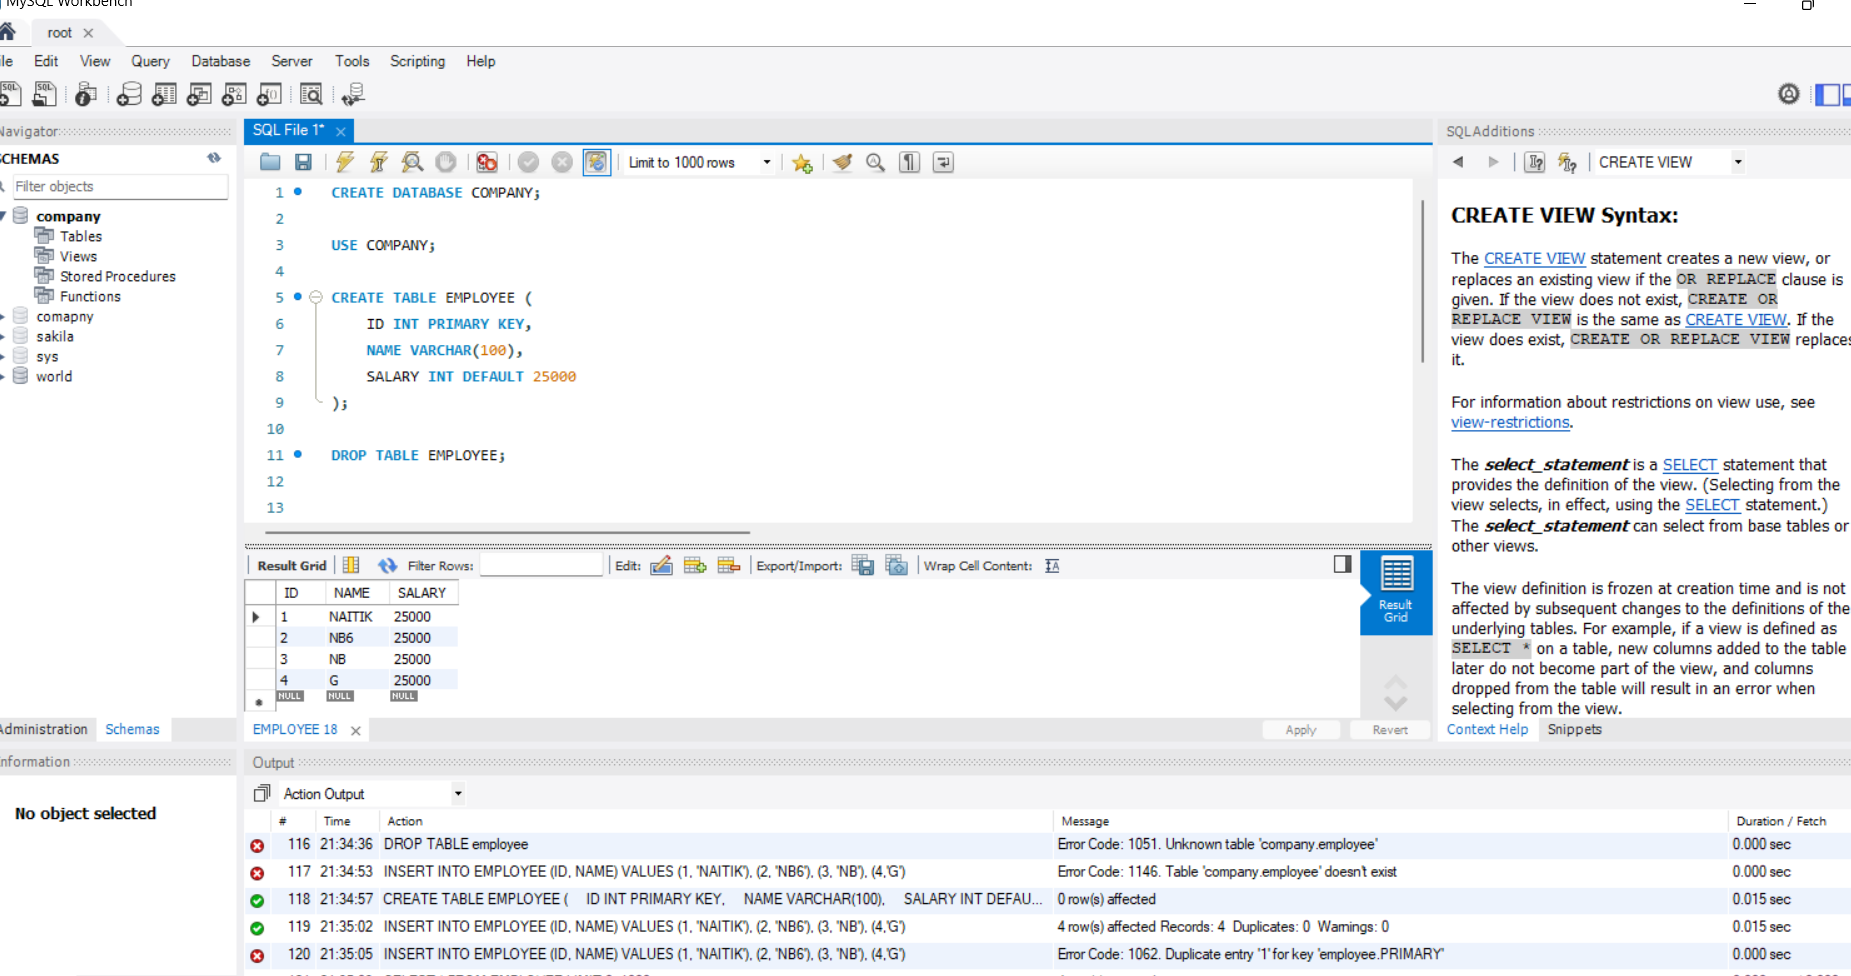 MySQL Workbench
root
Edit View Query Database Server Tools Scripting Help
Navigator
SCHEMAS
Filter objects
company
Tables
Views
Stored Procedures
Functions
comapny
sakila
sys
world
Administration Schemas
Information
No object selected
SQL File 1*
Limit to 1000 rows
1 CREATE DATABASE COMPANY;
2
3 USE COMPANY;
4
5 CREATE TABLE EMPLOYEE (
6 ID INT PRIMARY KEY,
7 NAME VARCHAR(100),
8 SALARY INT DEFAULT 25000
9 );
10
11 DROP TABLE EMPLOYEE;
12
13
Result Grid Filter Rows: Edit: Export/Import: Wrap Cell Content:
ID NAME SALARY
1 NAITIK 25000
2 NB6 25000
3 NB 25000
4 G 25000
NULL NULL NULL
Result
Grid
EMPLOYEE 18 Apply Revert
SQLAdditions
CREATE VIEW
CREATE VIEW Syntax:
The CREATE VIEW statement creates a new view, or
replaces an existing view if the OR REPLACE clause is
given. If the view does not exist, CREATE OR
REPLACE VIEW is the same as CREATE VIEW. If the
view does exist, CREATE OR REPLACE VIEW replaces
it.
For information about restrictions on view use, see
view-restrictions.
The select_statement is a SELECT statement that
provides the definition of the view. (Selecting from the
view selects, in effect, using the SELECT statement.)
The select_statement can select from base tables or
other views.
The view definition is frozen at creation time and is not
affected by subsequent changes to the definitions of the
underlying tables. For example, if a view is defined as
SELECT * on a table, new columns added to the table
later do not become part of the view, and columns
dropped from the table will result in an error when
selecting from the view.
Context Help Snippets
Output
Action Output
# Time Action Message Duration / Fetch
116 21:34:36 DROP TABLE employee Error Code: 1051. Unknown table 'company.employee' 0.000 sec
117 21:34:53 INSERT INTO EMPLOYEE (ID, NAME) VALUES (1, 'NAITIK'), (2, 'NB6'), (3, 'NB'), (4,'G') Error Code: 1146. Table 'company.employee' doesn't exist 0.000 sec
118 21:34:57 CREATE TABLE EMPLOYEE ( ID INT PRIMARY KEY, NAME VARCHAR(100), SALARY INT DEFAU... 0 row(s) affected 0.015 sec
119 21:35:02 INSERT INTO EMPLOYEE (ID, NAME) VALUES (1, 'NAITIK'), (2, 'NB6'), (3, 'NB'), (4,'G') 4 row(s) affected Records: 4 Duplicates: 0 Warnings: 0 0.015 sec
120 21:35:05 INSERT INTO EMPLOYEE (ID, NAME) VALUES (1, 'NAITIK'), (2, 'NB6'), (3, 'NB'), (4,'G') Error Code: 1062. Duplicate entry '1' for key 'employee.PRIMARY' 0.000 sec